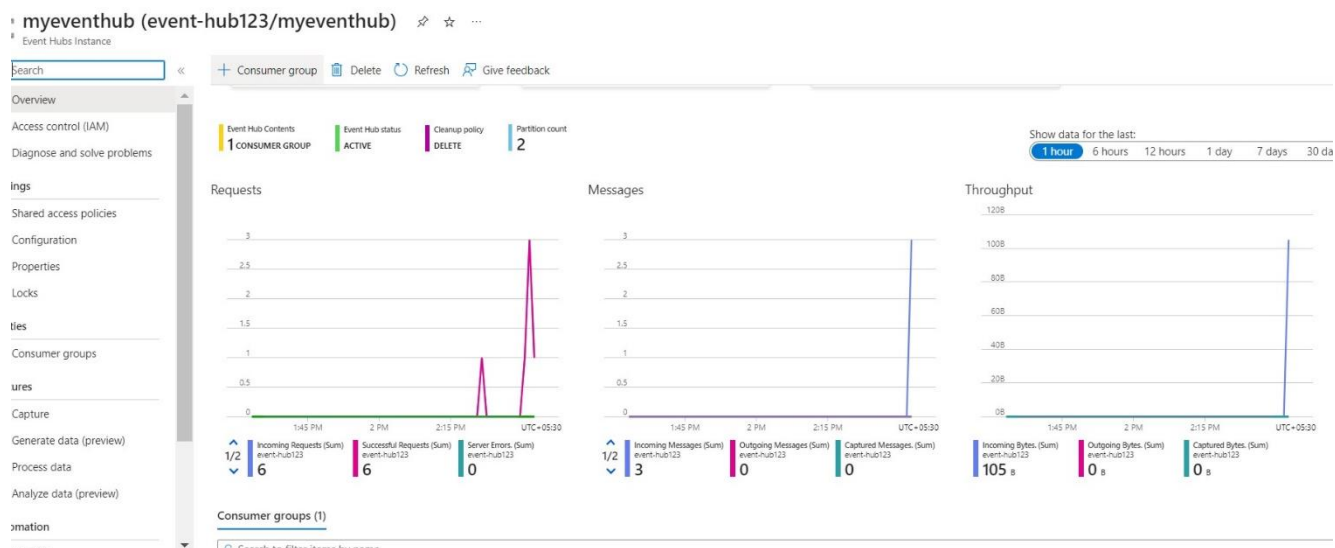 myeventhub (event-hub123/myeventhub)
Event Hubs Instance
Search
«
+ Consumer group Delete Refresh Give feedback
Overview
Access control (IAM)
Diagnose and solve problems
ings
Shared access policies
Configuration
Properties
Locks
ties
Consumer groups
ures
Capture
Generate data (preview)
Process data
Analyze data (preview)
omation
Event Hub Contents
1 CONSUMER GROUP
Event Hub status
ACTIVE
Cleanup policy
DELETE
Partition count
2
Show data for the last:
1 hour 6 hours 12 hours 1 day 7 days 30 da
Requests
3
2.5
2
1.5
1
0.5
0
1:45 PM 2 PM 2:15 PM UTC+05:30
1/2
Incoming Requests (Sum)
event-hub123
6
Successful Requests (Sum)
event-hub123
6
Server Errors. (Sum)
event-hub123
0
Messages
3
2.5
2
1.5
1
0.5
0
1:45 PM 2 PM 2:15 PM UTC+05:30
1/2
Incoming Messages (Sum)
event-hub123
3
Outgoing Messages (Sum)
event-hub123
0
Captured Messages. (Sum)
event-hub123
0
Throughput
120B
100B
80B
60B
40B
20B
0B
1:45 PM 2 PM 2:15 PM UTC+05:30
Incoming Bytes. (Sum)
event-hub123
105 B
Outgoing Bytes. (Sum)
event-hub123
0 B
Captured Bytes. (Sum)
event-hub123
0 B
Consumer groups (1)
Search to filter items by name